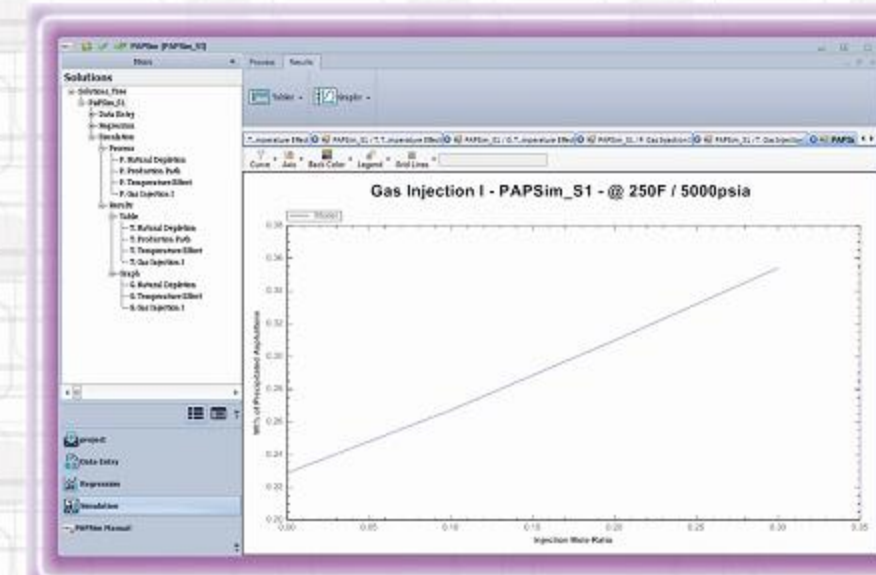 PAPSim [PAPSim_S1]
Process Results
Solutions
Solutions_Tree
PAPSim_S1
Data Entry
Regression
Simulation
Process
P. Natural Depletion
P. Production Path
P. Temperature Effect
P. Gas Injection I
Results
Table
T. Natural Depletion
T. Production Path
T. Temperature Effect
T. Gas Injection I
Graph
G. Natural Depletion
G. Temperature Effect
G. Gas Injection I
Tables Graphs
Curve Axis Back Color Legend Grid Lines
Gas Injection I - PAPSim_S1 - @ 250F / 5000psia
Model
0.38
0.36
0.34
0.32
0.30
0.28
0.26
0.24
0.22
0.20
Wt% of Precipitated Asphaltene
0.00 0.05 0.10 0.15 0.20 0.25 0.30 0.35
Injection Mole-Ratio
project
Data Entry
Regression
Simulation
PAPSim Manual